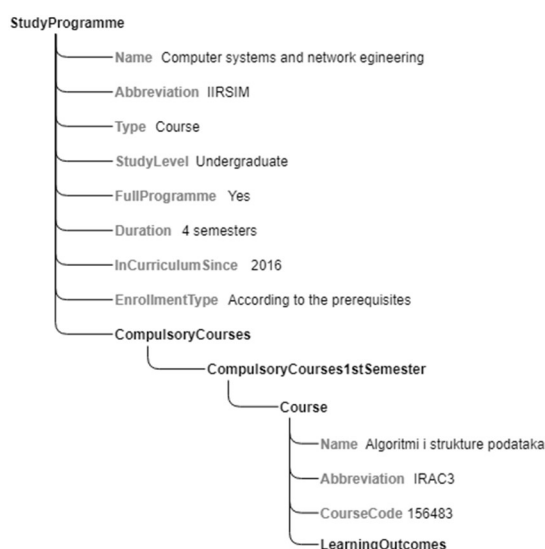 StudyProgramme
Name Computer systems and network egineering
Abbreviation IIRSIM
Type Course
StudyLevel Undergraduate
FullProgramme Yes
Duration 4 semesters
InCurriculumSince 2016
EnrollmentType According to the prerequisites
CompulsoryCourses
CompulsoryCourses1stSemester
Course
Name Algoritmi i strukture podataka
Abbreviation IRAC3
CourseCode 156483
LearningOutcomes